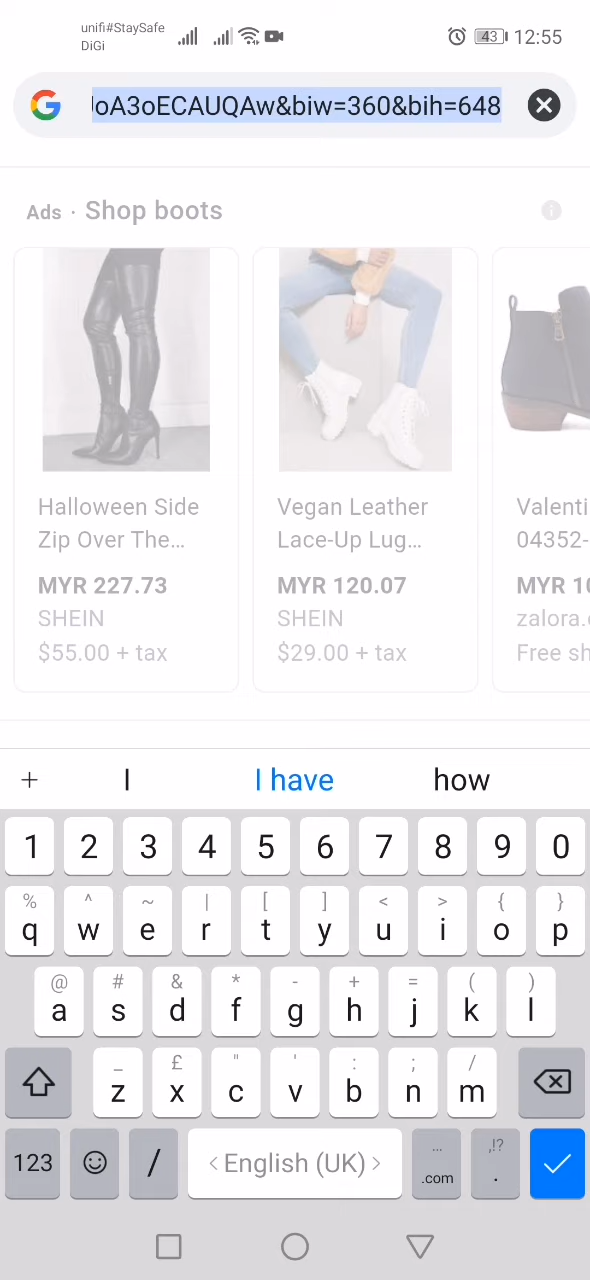 unifi#StaySafe
DiGi
43 12:55
JoA3oECAUQAw&biw=360&bih=648
Ads · Shop boots
Halloween Side
Zip Over The...
MYR 227.73
SHEIN
$55.00 + tax
Vegan Leather
Lace-Up Lug...
MYR 120.07
SHEIN
$29.00 + tax
Valenti
04352-
MYR 10
zalora.
Free sh
+ I I have how
1 2 3 4 5 6 7 8 9 0
% ^ ~ | [ ] < > { }
q w e r t y u i o p
@ # & * - + = ( )
a s d f g h j k l
_ £ " ' : ; /
z x c v b n m
123 / < English (UK) > ... .com ,!? .